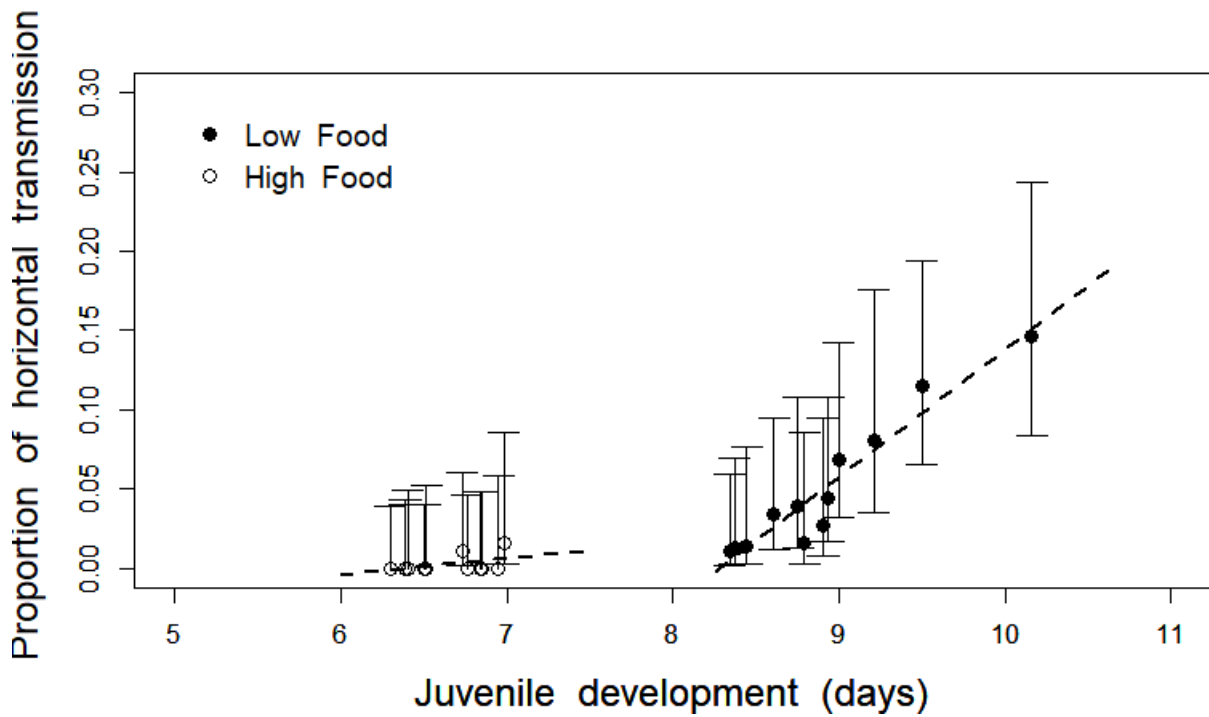 Proportion of horizontal transmission
0.30
0.25
0.20
0.15
0.10
0.05
0.00
Low Food
High Food
5 6 7 8 9 10 11
Juvenile development (days)